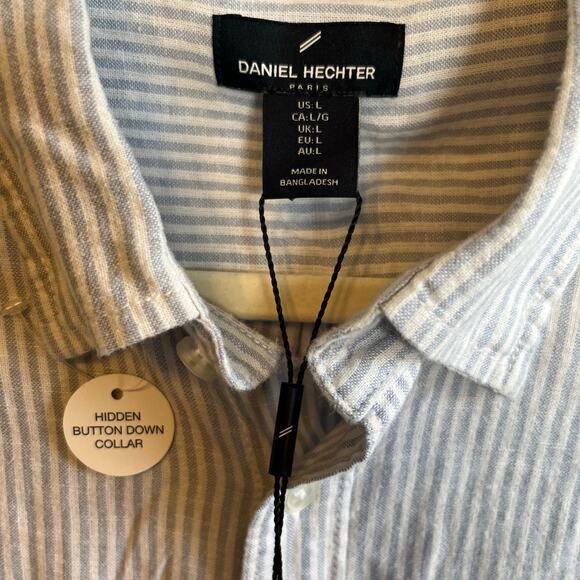 DANIEL HECHTER
PARIS
US: L
CA: L/G
UK: L
EU: L
AU: L
MADE IN
BANGLADESH
HIDDEN
BUTTON DOWN
COLLAR